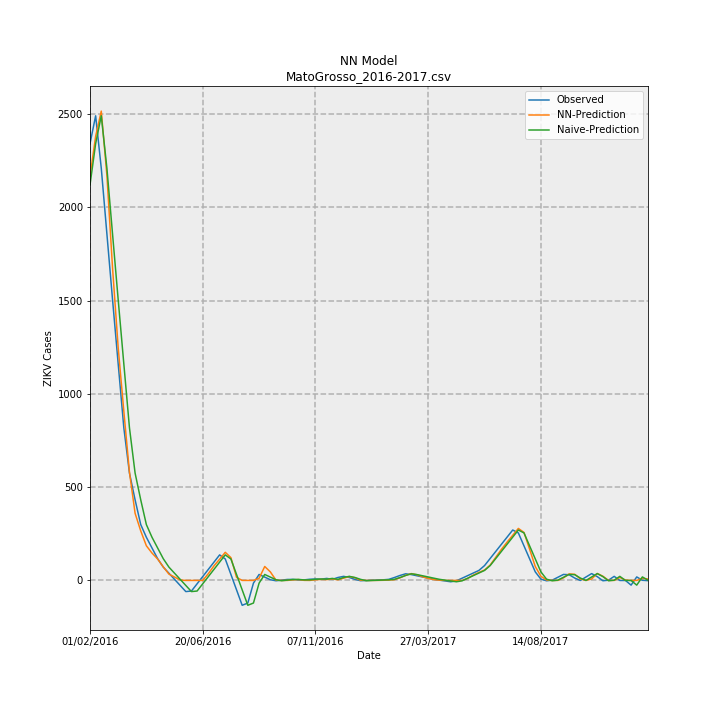 NN Model
MatoGrosso_2016-2017.csv
Observed
NN-Prediction
Naive-Prediction
2500
2000
1500
1000
500
0
ZIKV Cases
01/02/2016 20/06/2016 07/11/2016 27/03/2017 14/08/2017
Date